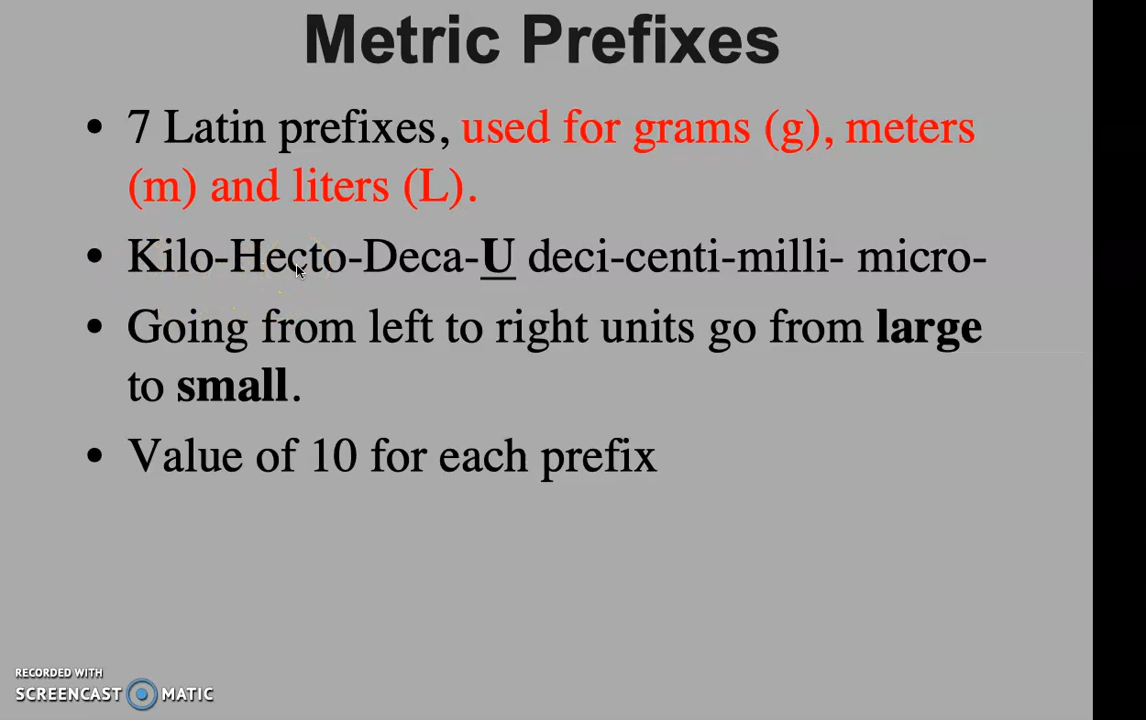 Metric Prefixes
• 7 Latin prefixes, used for grams (g), meters
(m) and liters (L).
• Kilo-Hecto-Deca-U deci-centi-milli- micro-
• Going from left to right units go from large
to small.
• Value of 10 for each prefix
RECORDED WITH
SCREENCAST MATIC